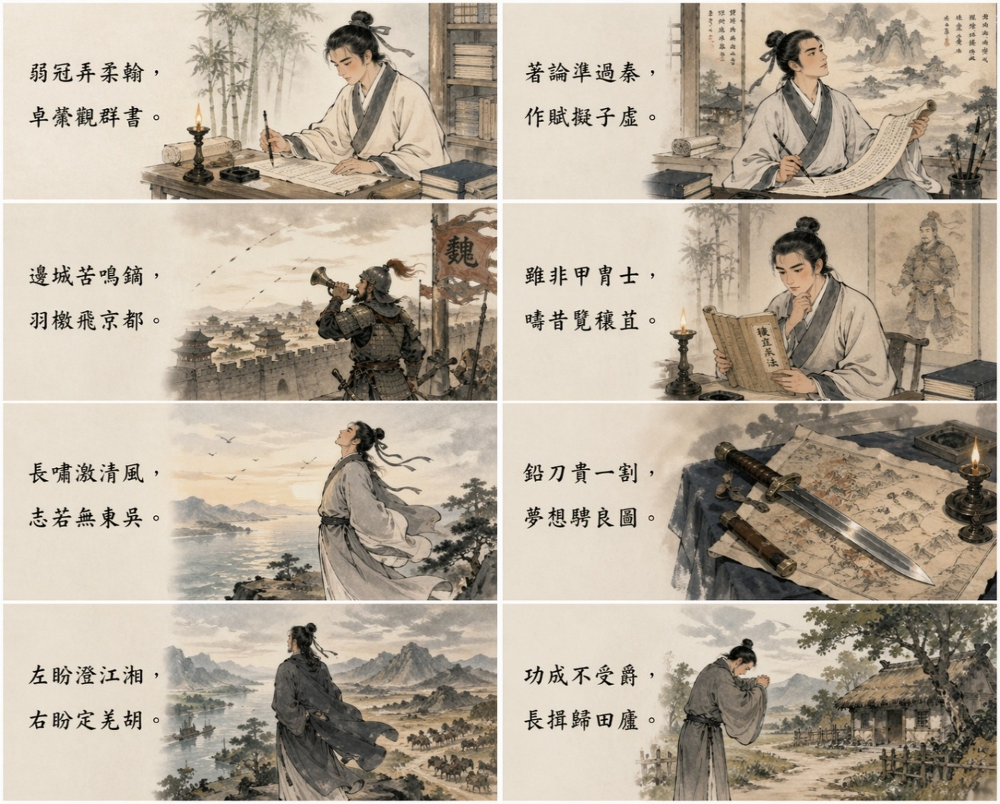 弱冠弄柔翰，
卓觀群書。
著論準過秦，
作賦擬子虛。
邊城苦鳴鏑，
羽檄飛京都。
魏
雖非甲冑士，
嚋昔覽穰苴。
穰苴法
長嘯激清風，
志若無東吳。
鉛刀貴一割，
夢想騁良圖。
左盼澄江湘，
右盼定羌胡。
功成不受爵，
長揖歸田廬。